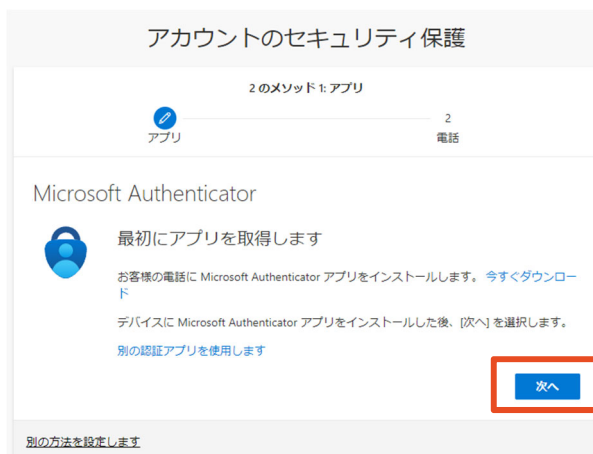 アカウントのセキュリティ保護
2 のメソッド 1: アプリ
2
アプリ
電話
Microsoft Authenticator
最初にアプリを取得します
お客様の電話に Microsoft Authenticator アプリをインストールします。 今すぐダウンロー
ド
デバイスに Microsoft Authenticator アプリをインストールした後、[次へ] を選択します。
別の認証アプリを使用します
次へ
別の方法を設定します